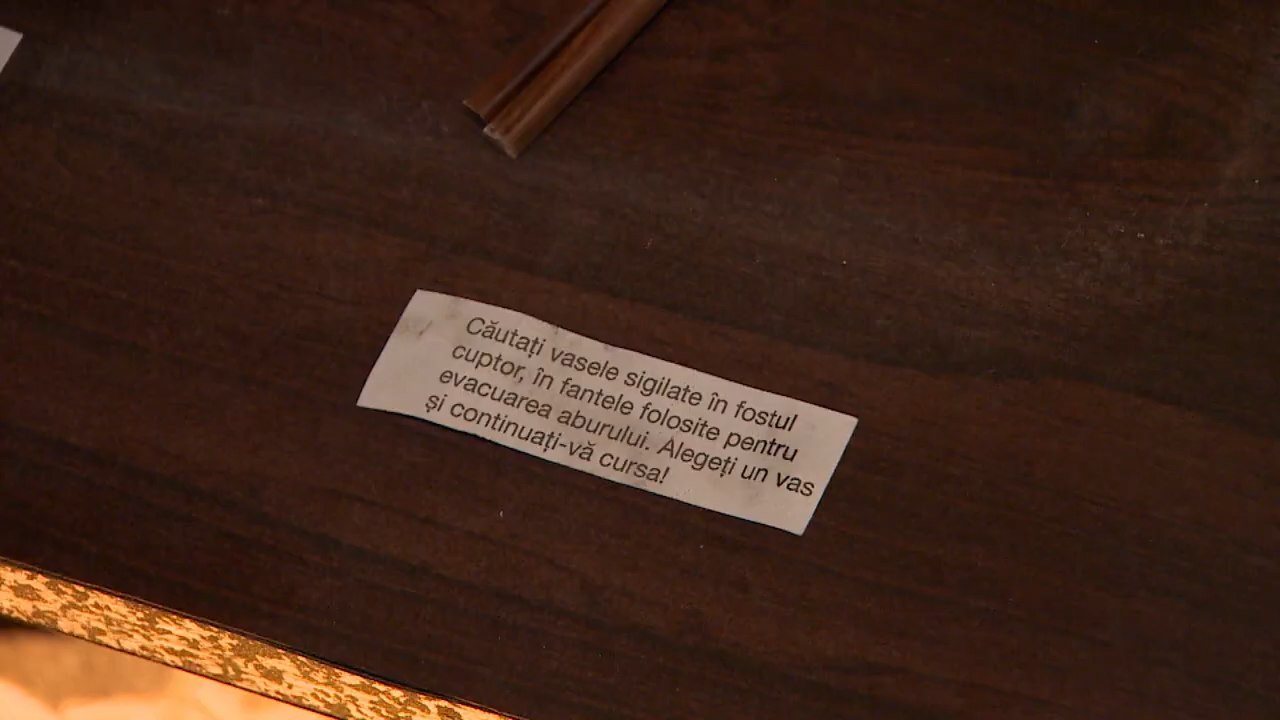 Căutați vasele sigilate în fostul
cuptor, în fantele folosite pentru
evacuarea aburului. Alegeți un vas
și continuați-vă cursa!